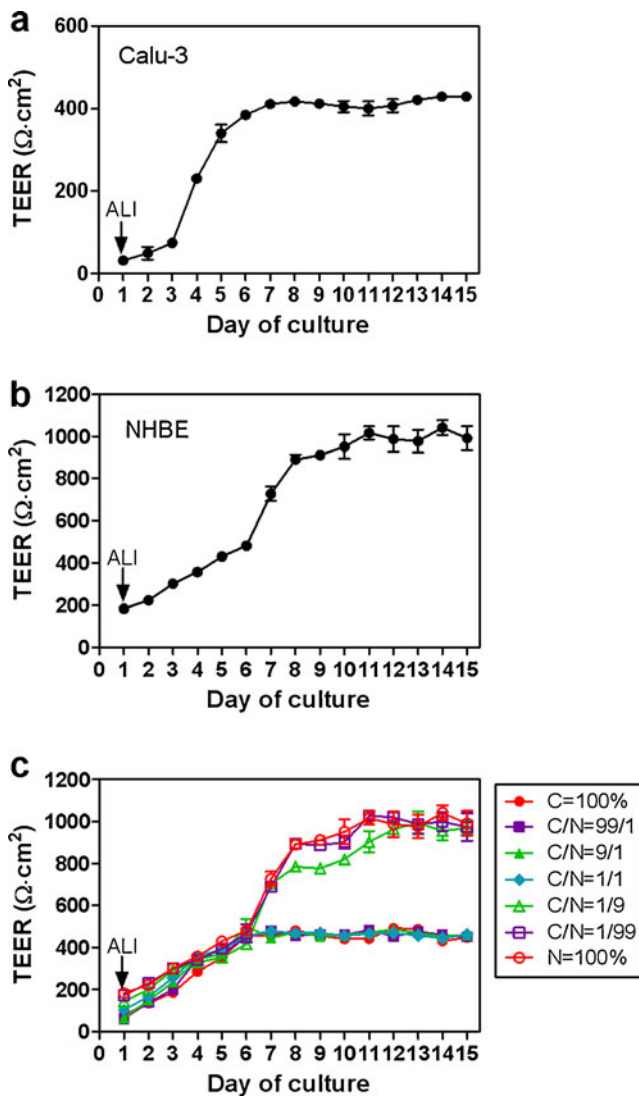 a
600
Calu-3
400
200
0
TEER (Ω·cm²)
ALI
0 1 2 3 4 5 6 7 8 9 10 11 12 13 14 15
Day of culture
b
1200
NHBE
1000
800
600
400
200
0
TEER (Ω·cm²)
ALI
0 1 2 3 4 5 6 7 8 9 10 11 12 13 14 15
Day of culture
c
1200
1000
800
600
400
200
0
TEER (Ω·cm²)
ALI
0 1 2 3 4 5 6 7 8 9 10 11 12 13 14 15
Day of culture
C=100%
C/N=99/1
C/N=9/1
C/N=1/1
C/N=1/9
C/N=1/99
N=100%